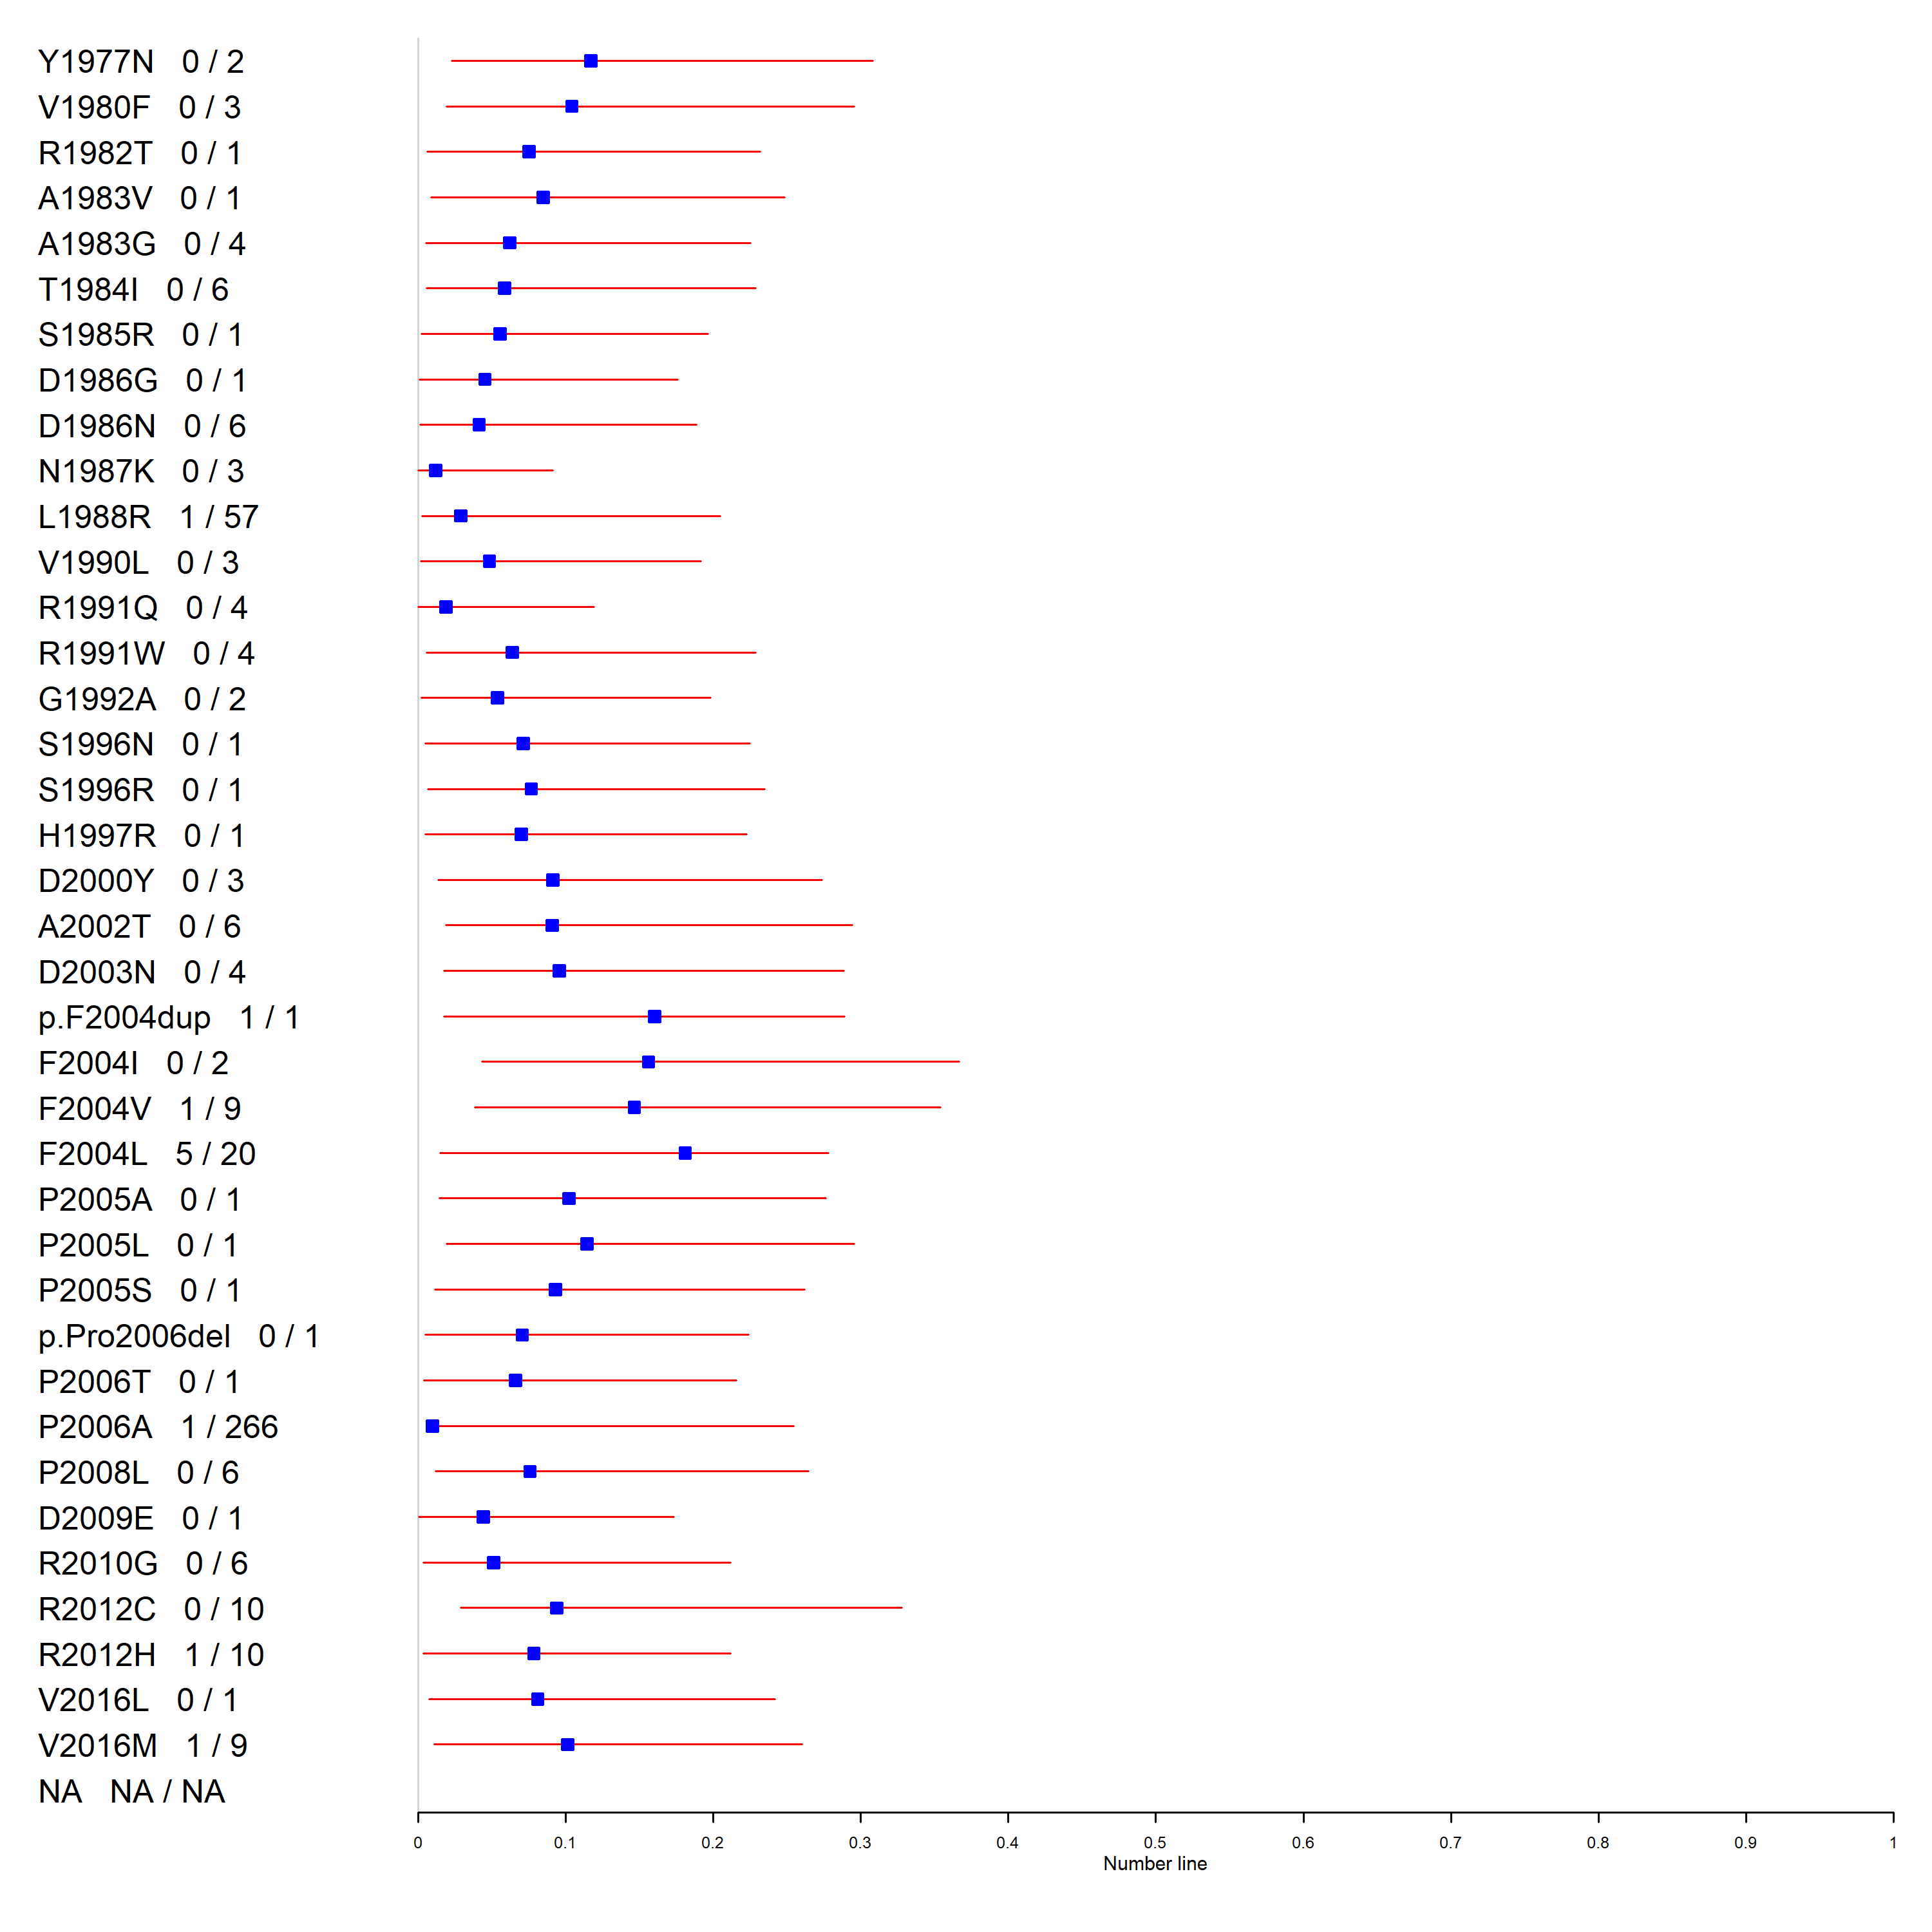 Y1977N 0 / 2
V1980F 0 / 3
R1982T 0 / 1
A1983V 0 / 1
A1983G 0 / 4
T1984I 0 / 6
S1985R 0 / 1
D1986G 0 / 1
D1986N 0 / 6
N1987K 0 / 3
L1988R 1 / 57
V1990L 0 / 3
R1991Q 0 / 4
R1991W 0 / 4
G1992A 0 / 2
S1996N 0 / 1
S1996R 0 / 1
H1997R 0 / 1
D2000Y 0 / 3
A2002T 0 / 6
D2003N 0 / 4
p.F2004dup 1 / 1
F2004I 0 / 2
F2004V 1 / 9
F2004L 5 / 20
P2005A 0 / 1
P2005L 0 / 1
P2005S 0 / 1
p.Pro2006del 0 / 1
P2006T 0 / 1
P2006A 1 / 266
P2008L 0 / 6
D2009E 0 / 1
R2010G 0 / 6
R2012C 0 / 10
R2012H 1 / 10
V2016L 0 / 1
V2016M 1 / 9
NA NA / NA
0 0.1 0.2 0.3 0.4 0.5 0.6 0.7 0.8 0.9 1
Number line